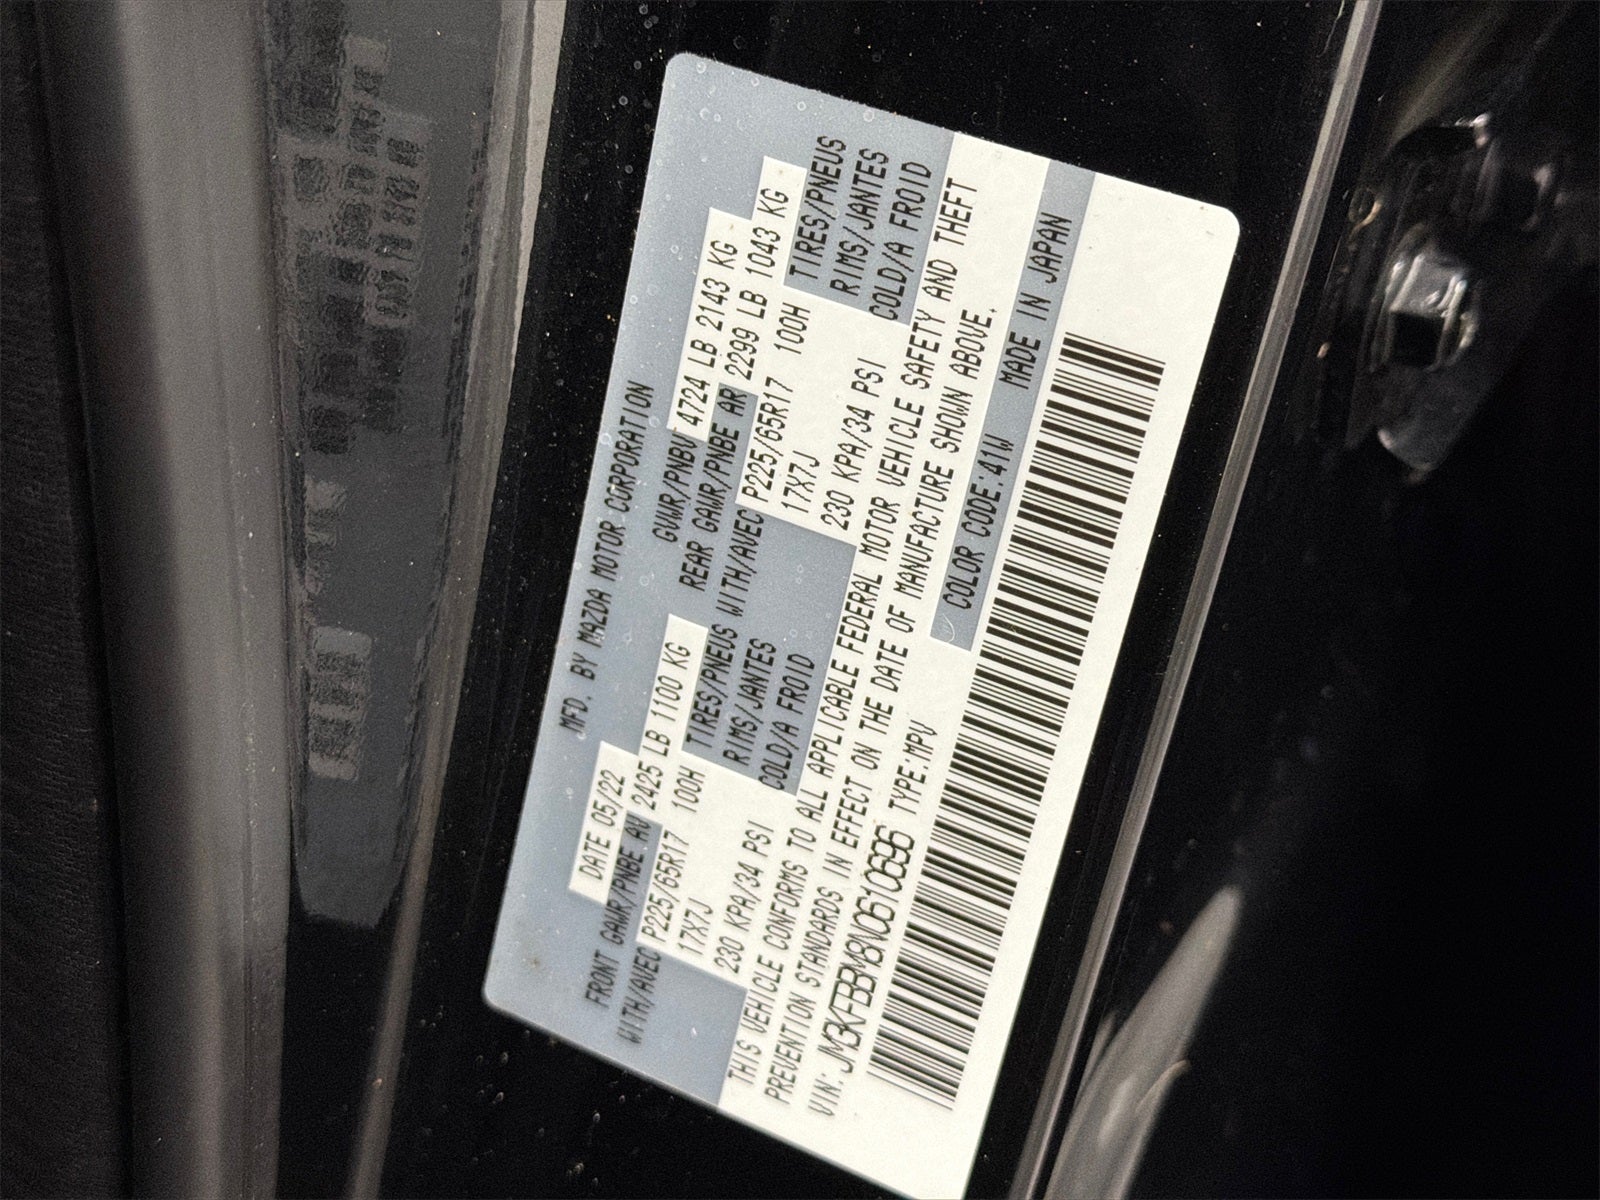 MFD. BY MAZDA MOTOR CORPORATION
DATE 05/22 GVWR/PNBV 4724 LB 2143 KG
FRONT GAWR/PNBE AV 2425 LB 1100 KG REAR GAWR/PNBE AR 2299 LB 1043 KG
WITH/AVEC P225/65R17 100H TIRES/PNEUS WITH/AVEC P225/65R17 100H TIRES/PNEUS
17X7J RIMS/JANTES 17X7J RIMS/JANTES
230 KPA/34 PSI COLD/A FROID 230 KPA/34 PSI COLD/A FROID
THIS VEHICLE CONFORMS TO ALL APPLICABLE FEDERAL MOTOR VEHICLE SAFETY AND THEFT
PREVENTION STANDARDS IN EFFECT ON THE DATE OF MANUFACTURE SHOWN ABOVE.
VIN: JM3KFBBM8N0610696 TYPE:MPV COLOR CODE:41W MADE IN JAPAN